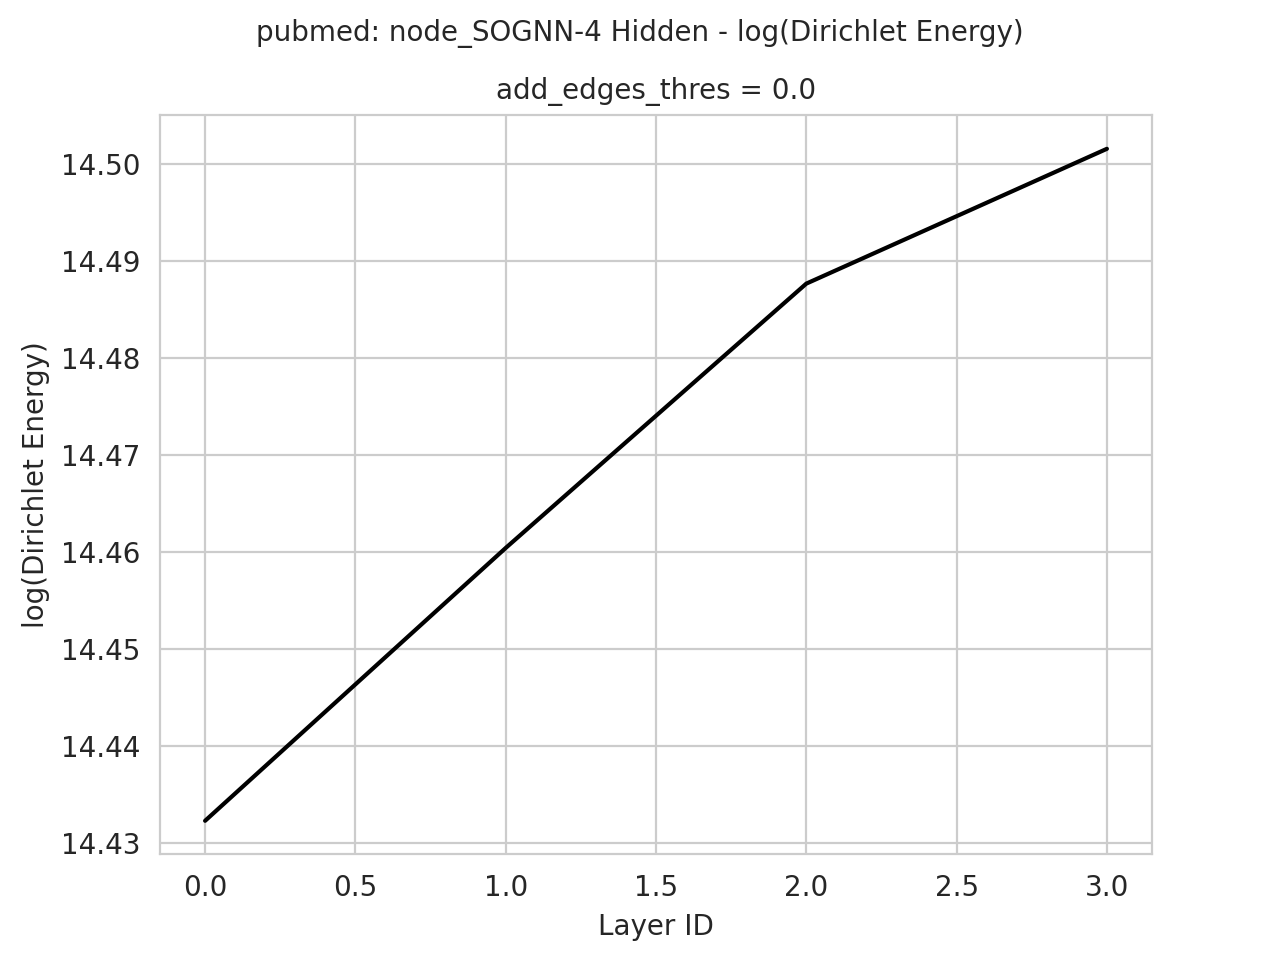 pubmed: node_SOGNN-4 Hidden - log(Dirichlet Energy)
add_edges_thres = 0.0
14.50
14.49
14.48
14.47
14.46
14.45
14.44
14.43
log(Dirichlet Energy)
0.0 0.5 1.0 1.5 2.0 2.5 3.0
Layer ID